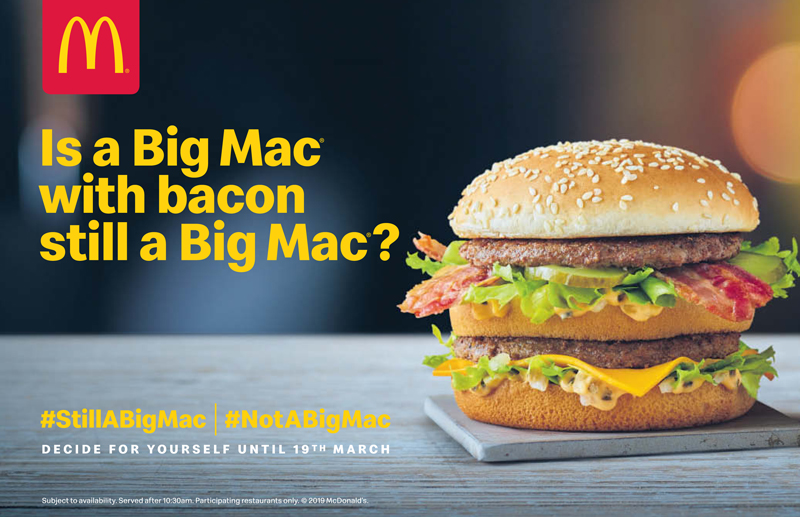 Is a Big Mac®
with bacon
still a Big Mac®?
#StillABigMac | #NotABigMac
DECIDE FOR YOURSELF UNTIL 19TH MARCH
Subject to availability. Served after 10:30am. Participating restaurants only. © 2019 McDonald's.